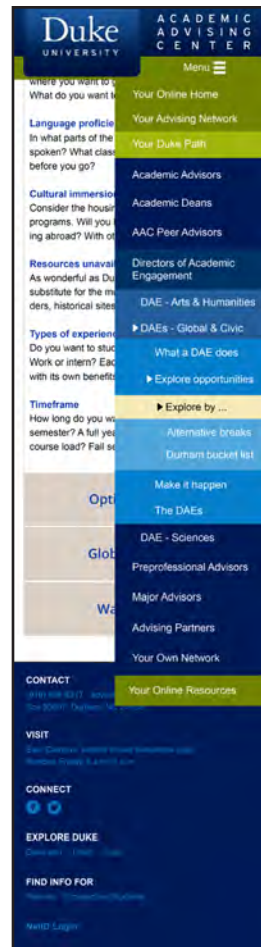 Duke
UNIVERSITY
ACADEMIC
ADVISING
CENTER
Menu
where you want to
What do you want t
Language proficie
In what parts of the
spoken? What clas
before you go?
Cultural immersio
Consider the housin
programs. Will you
ing abroad? With ot
Resources unavai
As wonderful as Du
substitute for the m
ders, historical sites
Types of experienc
Do you want to stud
Work or intern? Eac
with its own benefits
Timeframe
How long do you wa
semester? A full yea
course load? Fall se
Opti
Glob
Wa
Your Online Home
Your Advising Network
Your Duke Path
Academic Advisors
Academic Deans
AAC Peer Advisors
Directors of Academic
Engagement
DAE - Arts & Humanities
DAEs - Global & Civic
What a DAE does
Explore opportunities
Explore by ...
Alternative breaks
Durham bucket list
Make it happen
The DAEs
DAE - Sciences
Preprofessional Advisors
Major Advisors
Advising Partners
Your Own Network
Your Online Resources
CONTACT
VISIT
CONNECT
EXPLORE DUKE
FIND INFO FOR
NetID Login